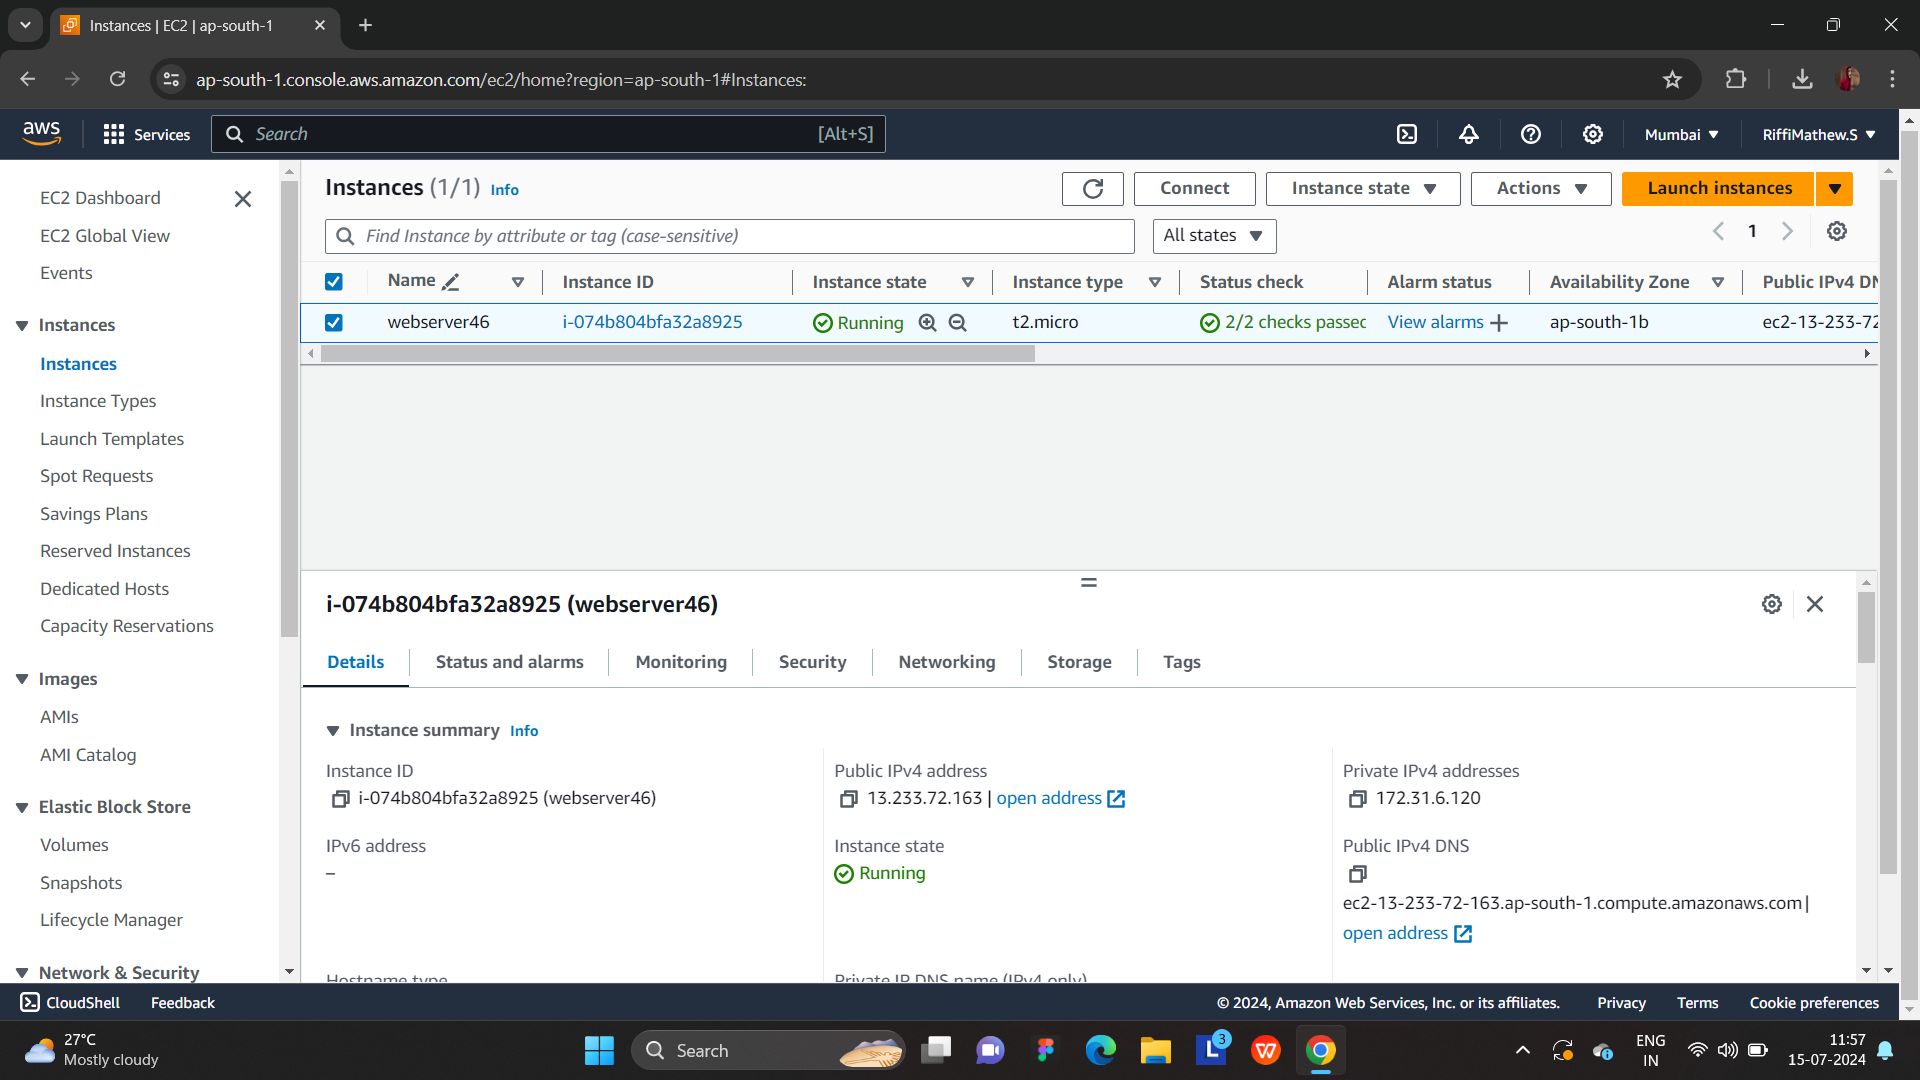 Instances | EC2 | ap-south-1
ap-south-1.console.aws.amazon.com/ec2/home?region=ap-south-1#Instances:
aws
Services
Search
[Alt+S]
Mumbai
RiffiMathew.S
EC2 Dashboard
EC2 Global View
Events
Instances
Instances
Instance Types
Launch Templates
Spot Requests
Savings Plans
Reserved Instances
Dedicated Hosts
Capacity Reservations
Images
AMIs
AMI Catalog
Elastic Block Store
Volumes
Snapshots
Lifecycle Manager
Network & Security
Instances (1/1) Info
Connect
Instance state
Actions
Launch instances
Find Instance by attribute or tag (case-sensitive)
All states
1
Name
Instance ID
Instance state
Instance type
Status check
Alarm status
Availability Zone
Public IPv4 DN
webserver46
i-074b804bfa32a8925
Running
t2.micro
2/2 checks passec
View alarms
ap-south-1b
ec2-13-233-72
i-074b804bfa32a8925 (webserver46)
Details
Status and alarms
Monitoring
Security
Networking
Storage
Tags
Instance summary Info
Instance ID
i-074b804bfa32a8925 (webserver46)
Public IPv4 address
13.233.72.163 | open address
Private IPv4 addresses
172.31.6.120
IPv6 address
–
Instance state
Running
Public IPv4 DNS
ec2-13-233-72-163.ap-south-1.compute.amazonaws.com |
open address
Hostname type
Private IP DNS name (IPv4 only)
CloudShell
Feedback
© 2024, Amazon Web Services, Inc. or its affiliates.
Privacy
Terms
Cookie preferences
27°C
Mostly cloudy
Search
L
3
W
ENG
IN
11:57
15-07-2024